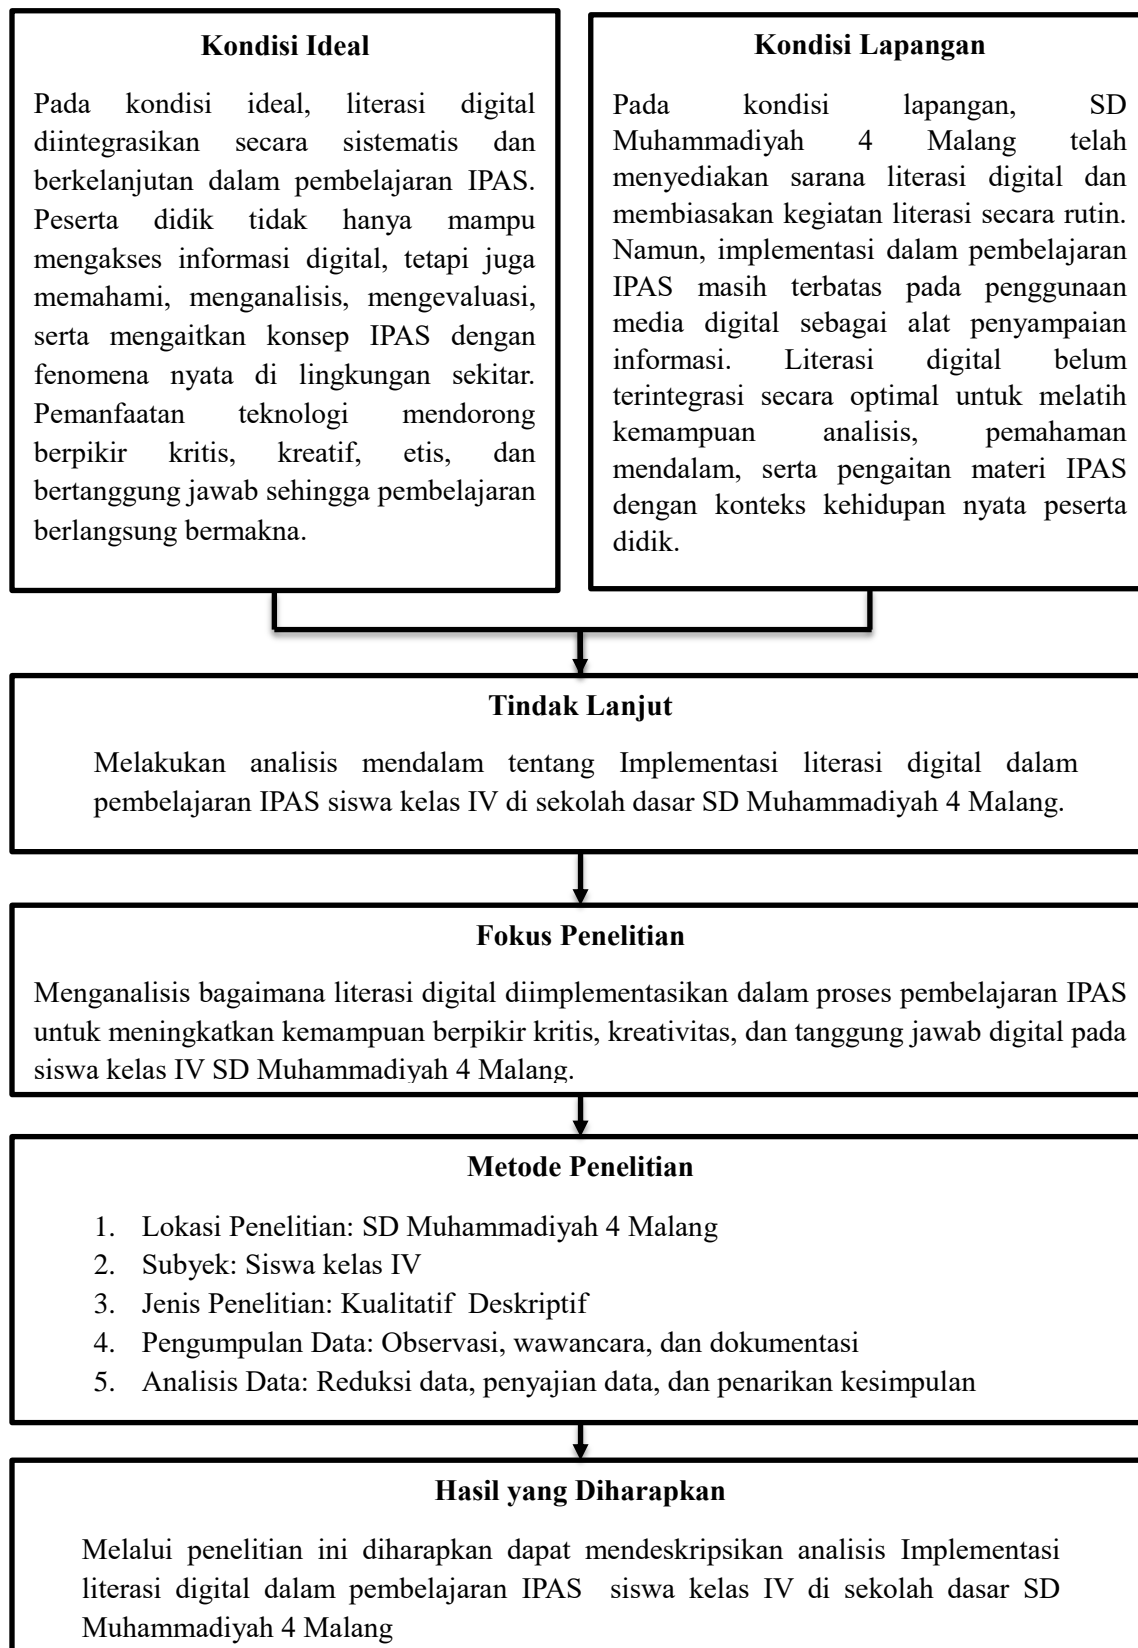 Kondisi Ideal
Pada kondisi ideal, literasi digital
diintegrasikan secara sistematis dan
berkelanjutan dalam pembelajaran IPAS.
Peserta didik tidak hanya mampu
mengakses informasi digital, tetapi juga
memahami, menganalisis, mengevaluasi,
serta mengaitkan konsep IPAS dengan
fenomena nyata di lingkungan sekitar.
Pemanfaatan teknologi mendorong
berpikir kritis, kreatif, etis, dan
bertanggung jawab sehingga pembelajaran
berlangsung bermakna.
Kondisi Lapangan
Pada kondisi lapangan, SD
Muhammadiyah 4 Malang telah
menyediakan sarana literasi digital dan
membiasakan kegiatan literasi secara rutin.
Namun, implementasi dalam pembelajaran
IPAS masih terbatas pada penggunaan
media digital sebagai alat penyampaian
informasi. Literasi digital belum
terintegrasi secara optimal untuk melatih
kemampuan analisis, pemahaman
mendalam, serta pengaitan materi IPAS
dengan konteks kehidupan nyata peserta
didik.
Tindak Lanjut
Melakukan analisis mendalam tentang Implementasi literasi digital dalam
pembelajaran IPAS siswa kelas IV di sekolah dasar SD Muhammadiyah 4 Malang.
Fokus Penelitian
Menganalisis bagaimana literasi digital diimplementasikan dalam proses pembelajaran IPAS
untuk meningkatkan kemampuan berpikir kritis, kreativitas, dan tanggung jawab digital pada
siswa kelas IV SD Muhammadiyah 4 Malang.
Metode Penelitian
1. Lokasi Penelitian: SD Muhammadiyah 4 Malang
2. Subyek: Siswa kelas IV
3. Jenis Penelitian: Kualitatif Deskriptif
4. Pengumpulan Data: Observasi, wawancara, dan dokumentasi
5. Analisis Data: Reduksi data, penyajian data, dan penarikan kesimpulan
Hasil yang Diharapkan
Melalui penelitian ini diharapkan dapat mendeskripsikan analisis Implementasi
literasi digital dalam pembelajaran IPAS siswa kelas IV di sekolah dasar SD
Muhammadiyah 4 Malang